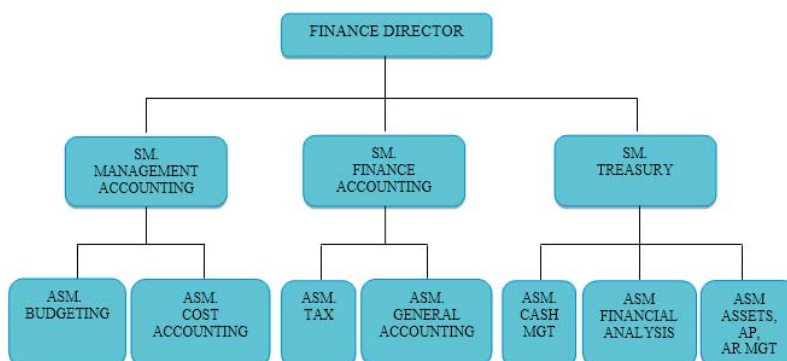 FINANCE DIRECTOR
SM.
MANAGEMENT
ACCOUNTING
SM.
FINANCE
ACCOUNTING
SM.
TREASURY
ASM.
BUDGETING
ASM.
COST
ACCOUNTING
ASM.
TAX
ASM.
GENERAL
ACCOUNTING
ASM.
CASH
MGT
ASM
FINANCIAL
ANALYSIS
ASM
ASSETS,
AP,
AR MGT